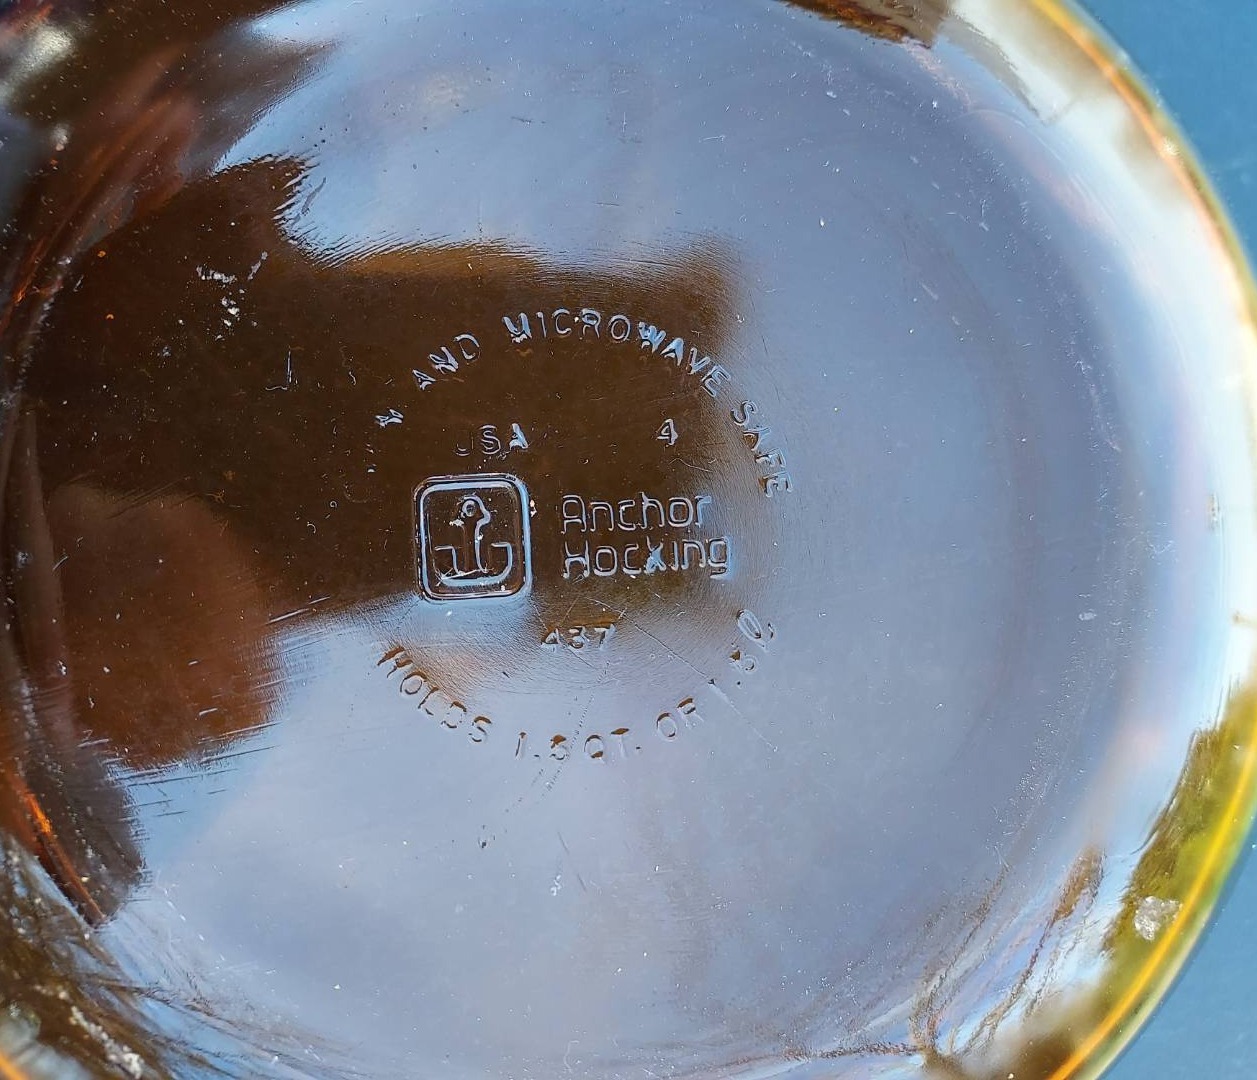 AND MICROWAVE SAFE
USA 4
Anchor
Hocking
437
HOLDS 1.5 QT. OR 1.5